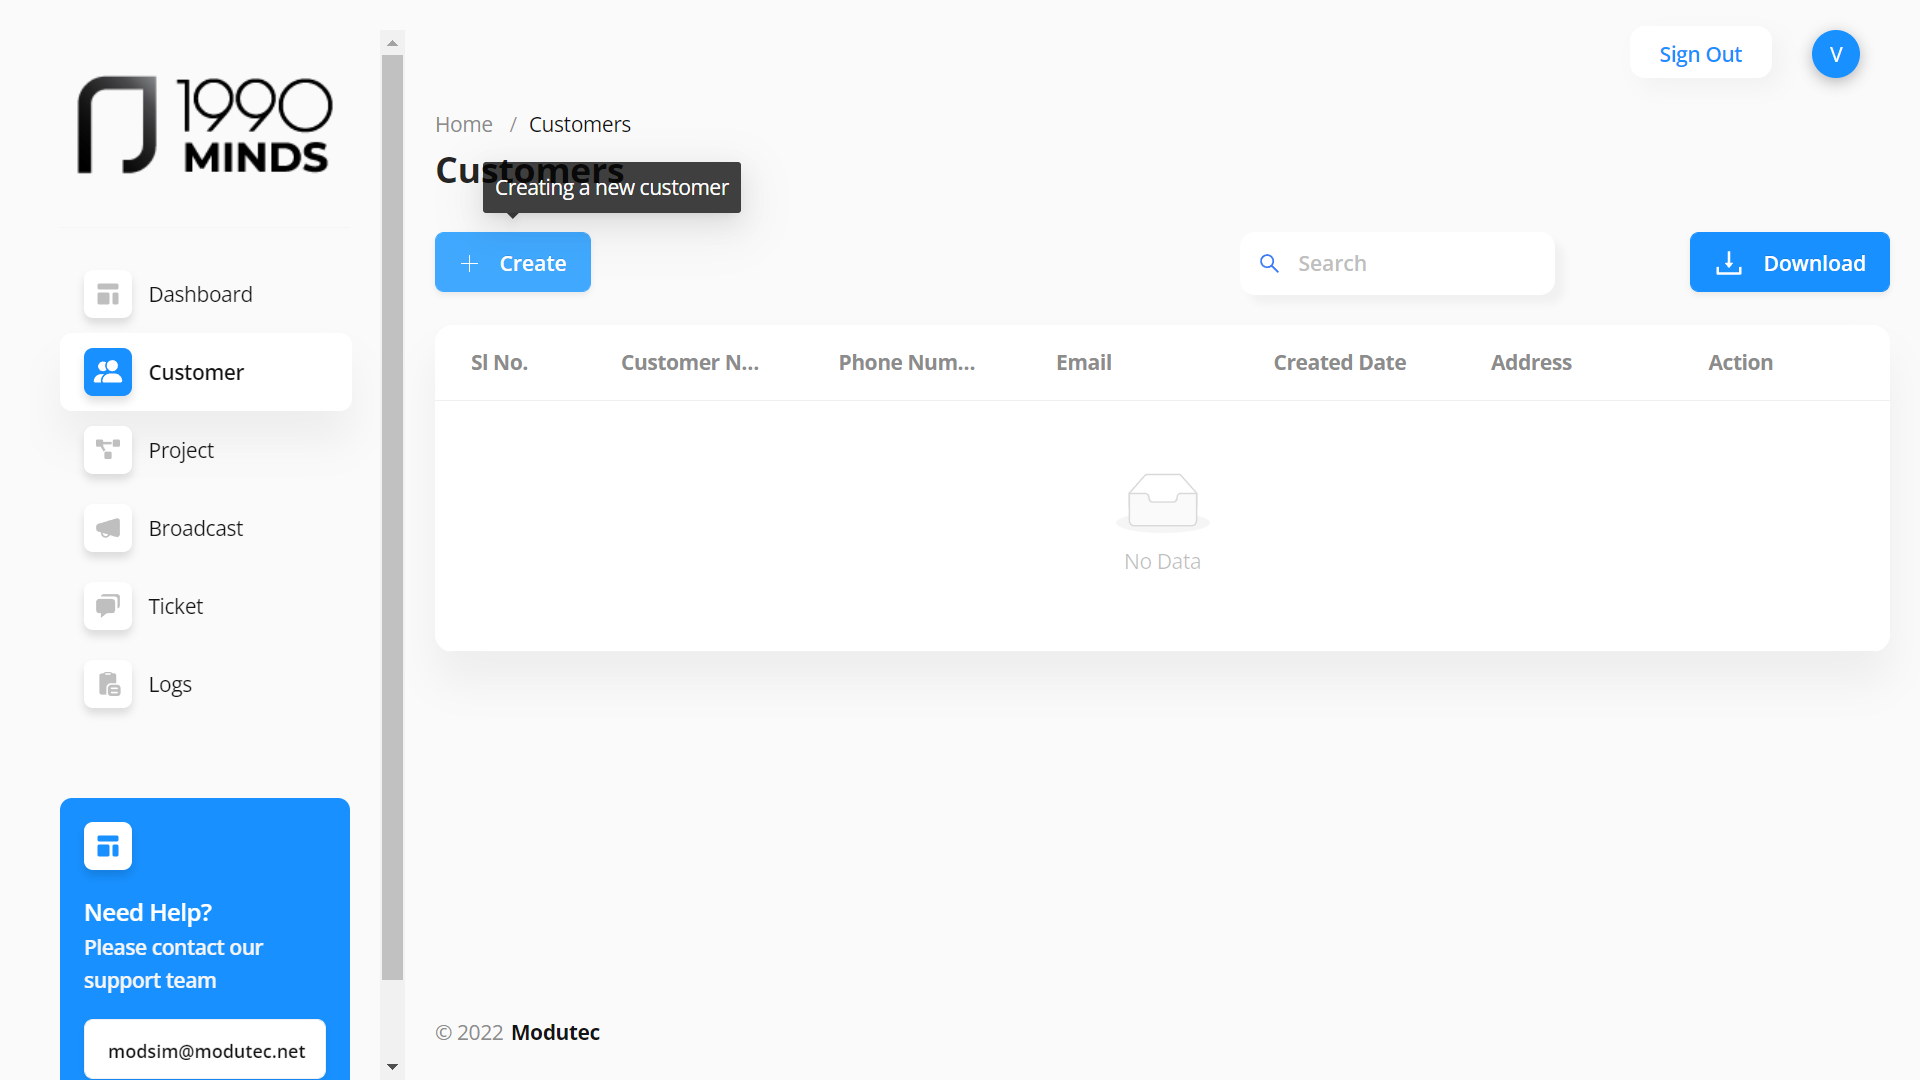 1990
MINDS
Sign Out
V
Home / Customers
Customers
Creating a new customer
Create
Search
Download
Dashboard
Customer
Project
Broadcast
Ticket
Logs
Sl No.
Customer N...
Phone Num...
Email
Created Date
Address
Action
No Data
Need Help?
Please contact our
support team
modsim@modutec.net
© 2022 Modutec